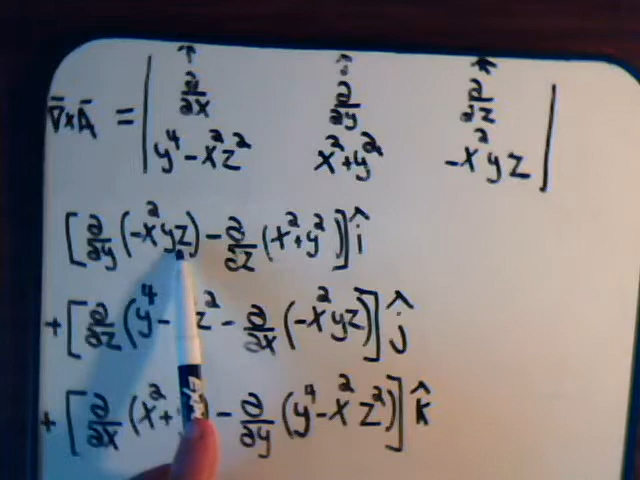 î ĵ k̂
∇̄×Ā = | ∂/∂x ∂/∂y ∂/∂z |
y⁴-x²z² x²+y² -x²yz
[∂/∂y(-x²yz) - ∂/∂z(x²+y²)]î
+[∂/∂z(y⁴- z² - ∂/∂x(-x²yz)]ĵ
+[∂/∂x(x²+ ) - ∂/∂y(y⁴-x²z²)]k̂